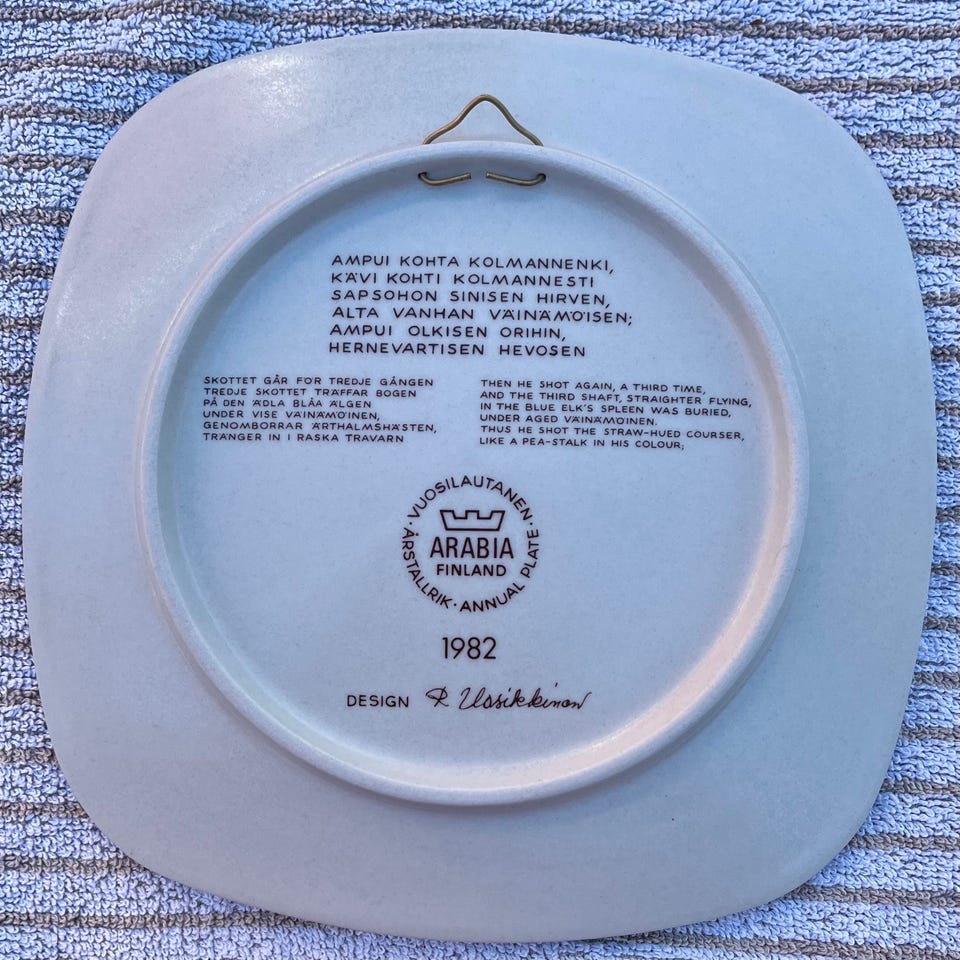 AMPUI KOHTA KOLMANNENKI,
KÄVI KOHTI KOLMANNESTI
SAPSOHON SINISEN HIRVEN,
ALTA VANHAN VÄINÄMÖISEN;
AMPUI OLKISEN ORIHIN,
HERNEVARTISEN HEVOSEN
SKOTTET GÅR FÖR TREDJE GÅNGEN
TREDJE SKOTTET TRÄFFAR BOGEN
PÅ DEN ÄDLA BLÅA ÄLGEN
UNDER VISE VÄINÄMÖINEN,
GENOMBORRAR ÄRTHALMSHÄSTEN,
TRÄNGER IN I RASKA TRAVARN
THEN HE SHOT AGAIN, A THIRD TIME,
AND THE THIRD SHAFT, STRAIGHTER FLYING,
IN THE BLUE ELK'S SPLEEN WAS BURIED,
UNDER AGED VÄINÄMÖINEN.
THUS HE SHOT THE STRAW-HUED COURSER,
LIKE A PEA-STALK IN HIS COLOUR;
· VUOSILAUTANEN ·
ARABIA
FINLAND
ÅRSTALLRIK · ANNUAL PLATE
1982
DESIGN R Uosikkinen